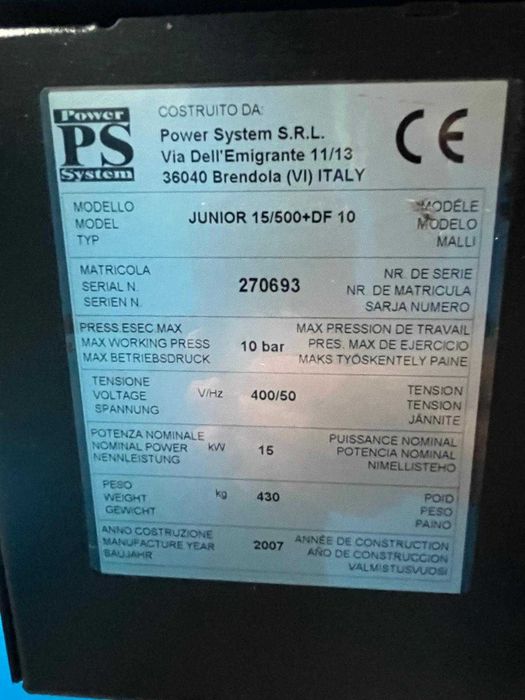 Power
PS
System
COSTRUITO DA:
Power System S.R.L.
Via Dell'Emigrante 11/13
36040 Brendola (VI) ITALY
CE
MODELLO
MODEL
TYP
JUNIOR 15/500+DF 10
MODÉLE
MODELO
MALLI
MATRICOLA
SERIAL N.
SERIEN N.
270693
NR. DE SERIE
NR. DE MATRICULA
SARJA NUMERO
PRESS.ESEC.MAX
MAX WORKING PRESS
MAX BETRIEBSDRUCK
10 bar
MAX PRESSION DE TRAVAIL
PRES. MAX DE EJERCICIO
MAKS TYÖSKENTELY PAINE
TENSIONE
VOLTAGE
SPANNUNG
V/Hz
400/50
TENSION
TENSION
JÄNNITE
POTENZA NOMINALE
NOMINAL POWER
NENNLEISTUNG
kW
15
PUISSANCE NOMINAL
POTENCIA NOMINAL
NIMELLISTEHO
PESO
WEIGHT
GEWICHT
kg
430
POID
PESO
PAINO
ANNO COSTRUZIONE
MANUFACTURE YEAR
BAUJAHR
2007
ANNÉE DE CONSTRUCTION
AÑO DE CONSTRUCCION
VALMISTUSVUOSI